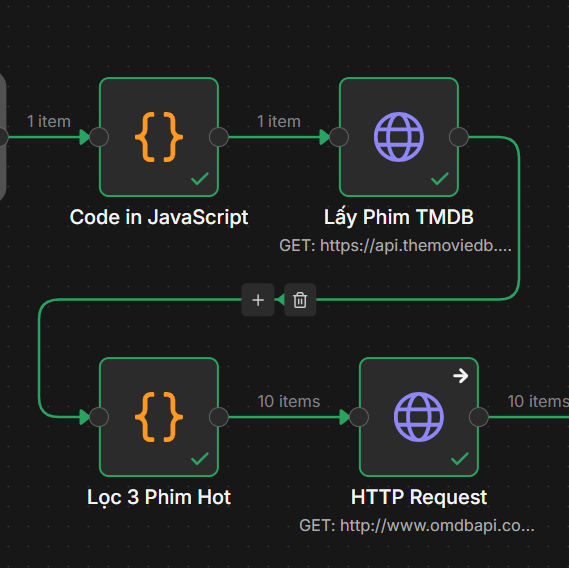 1 item
1 item
Code in JavaScript
Lấy Phim TMDB
GET: https://api.themoviedb....
10 items
10 items
Lọc 3 Phim Hot
HTTP Request
GET: http://www.omdbapi.co...